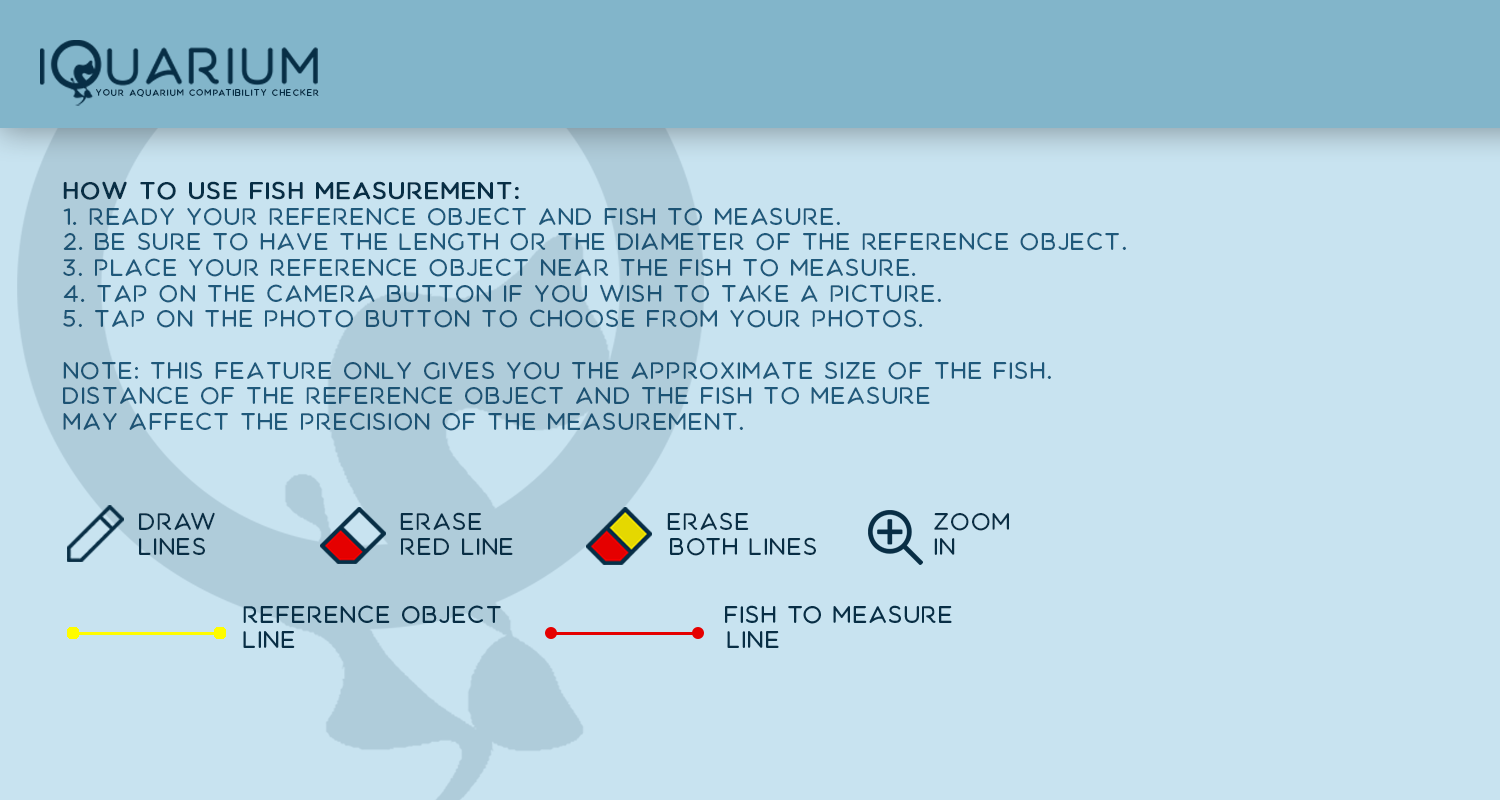 IQUARIUM
YOUR AQUARIUM COMPATIBILITY CHECKER
HOW TO USE FISH MEASUREMENT:
1. READY YOUR REFERENCE OBJECT AND FISH TO MEASURE.
2. BE SURE TO HAVE THE LENGTH OR THE DIAMETER OF THE REFERENCE OBJECT.
3. PLACE YOUR REFERENCE OBJECT NEAR THE FISH TO MEASURE.
4. TAP ON THE CAMERA BUTTON IF YOU WISH TO TAKE A PICTURE.
5. TAP ON THE PHOTO BUTTON TO CHOOSE FROM YOUR PHOTOS.
NOTE: THIS FEATURE ONLY GIVES YOU THE APPROXIMATE SIZE OF THE FISH.
DISTANCE OF THE REFERENCE OBJECT AND THE FISH TO MEASURE
MAY AFFECT THE PRECISION OF THE MEASUREMENT.
DRAW
LINES
ERASE
RED LINE
ERASE
BOTH LINES
ZOOM
IN
REFERENCE OBJECT
LINE
FISH TO MEASURE
LINE